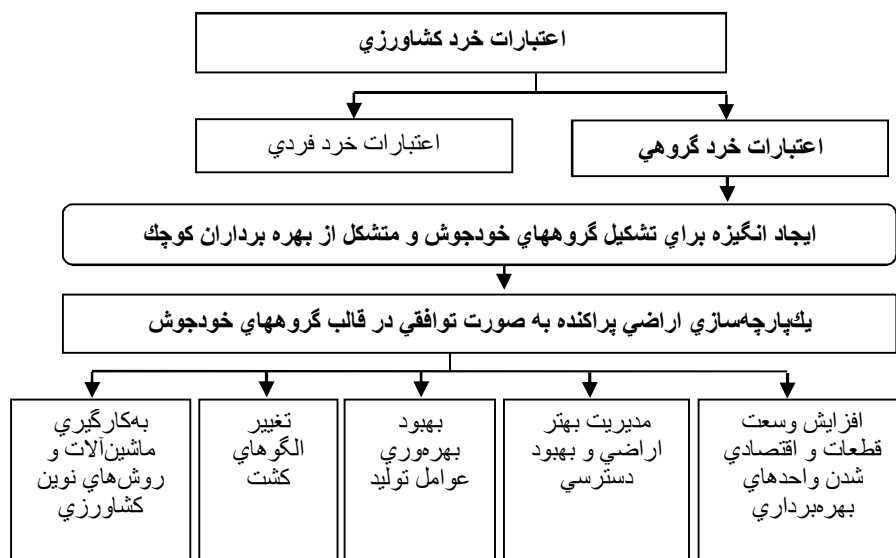 اعتبارات خرد كشاورزي
اعتبارات خرد گروهي
اعتبارات خرد فردي
ايجاد انگيزه براي تشكيل گروههاي خودجوش و متشكل از بهره برداران كوچك
يك‌پارچه‌سازي اراضي پراكنده به صورت توافقي در قالب گروههاي خودجوش
افزايش وسعت
قطعات و اقتصادي
شدن واحدهاي
بهره‌برداري
مديريت بهتر
اراضي و بهبود
دسترسي
بهبود
بهره‌وري
عوامل توليد
تغيير
الگوهاي
كشت
به‌كارگيري
ماشين‌آلات و
روش‌هاي نوين
كشاورزي